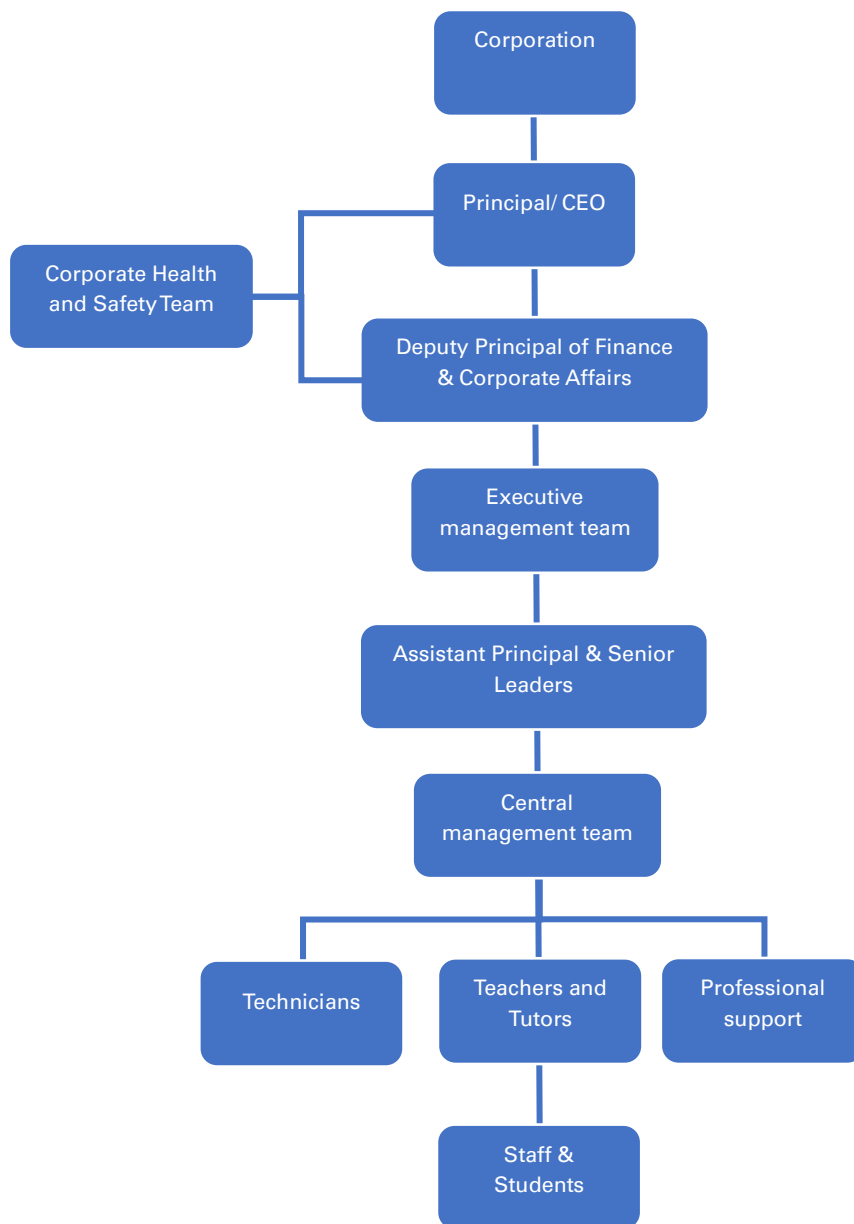 Corporation
Principal/ CEO
Corporate Health
and Safety Team
Deputy Principal of Finance
& Corporate Affairs
Executive
management team
Assistant Principal & Senior
Leaders
Central
management team
Technicians
Teachers and
Tutors
Professional
support
Staff &
Students